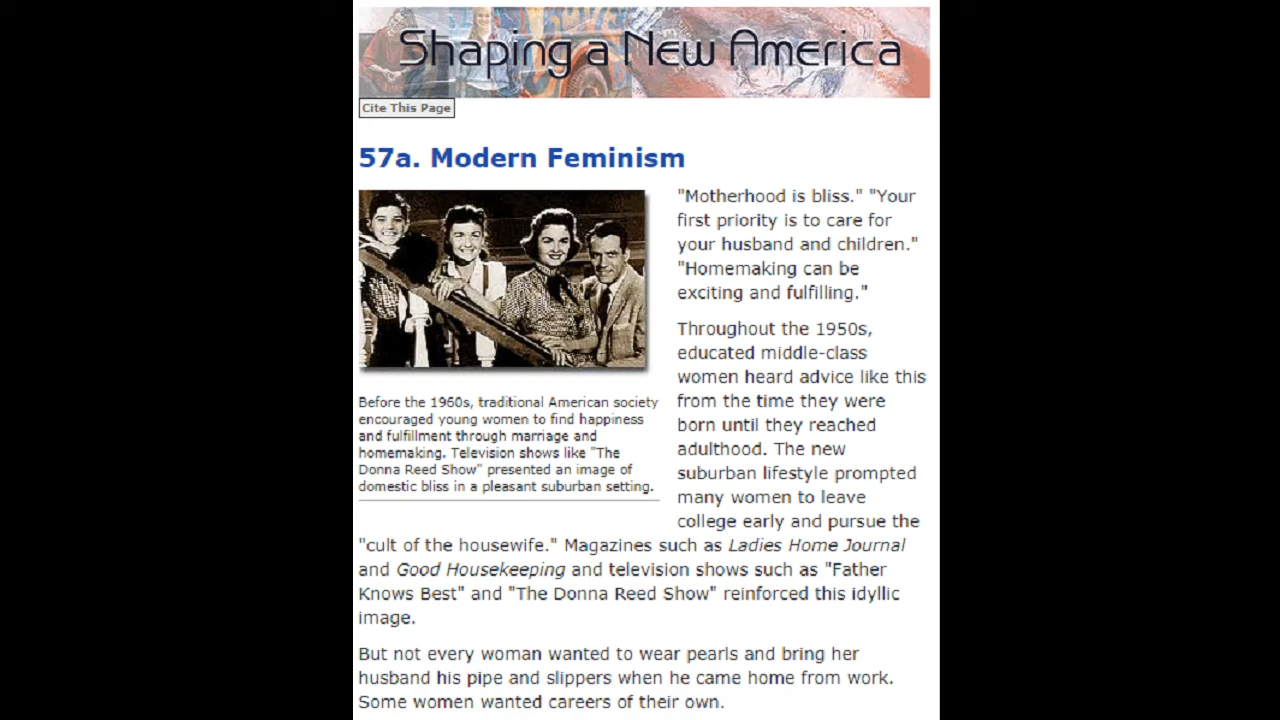 Shaping a New America
Cite This Page
57a. Modern Feminism
"Motherhood is bliss." "Your
first priority is to care for
your husband and children."
"Homemaking can be
exciting and fulfilling."
Throughout the 1950s,
educated middle-class
women heard advice like this
from the time they were
born until they reached
adulthood. The new
suburban lifestyle prompted
many women to leave
college early and pursue the
"cult of the housewife." Magazines such as Ladies Home Journal
and Good Housekeeping and television shows such as "Father
Knows Best" and "The Donna Reed Show" reinforced this idyllic
image.
Before the 1960s, traditional American society
encouraged young women to find happiness
and fulfillment through marriage and
homemaking. Television shows like "The
Donna Reed Show" presented an image of
domestic bliss in a pleasant suburban setting.
But not every woman wanted to wear pearls and bring her
husband his pipe and slippers when he came home from work.
Some women wanted careers of their own.